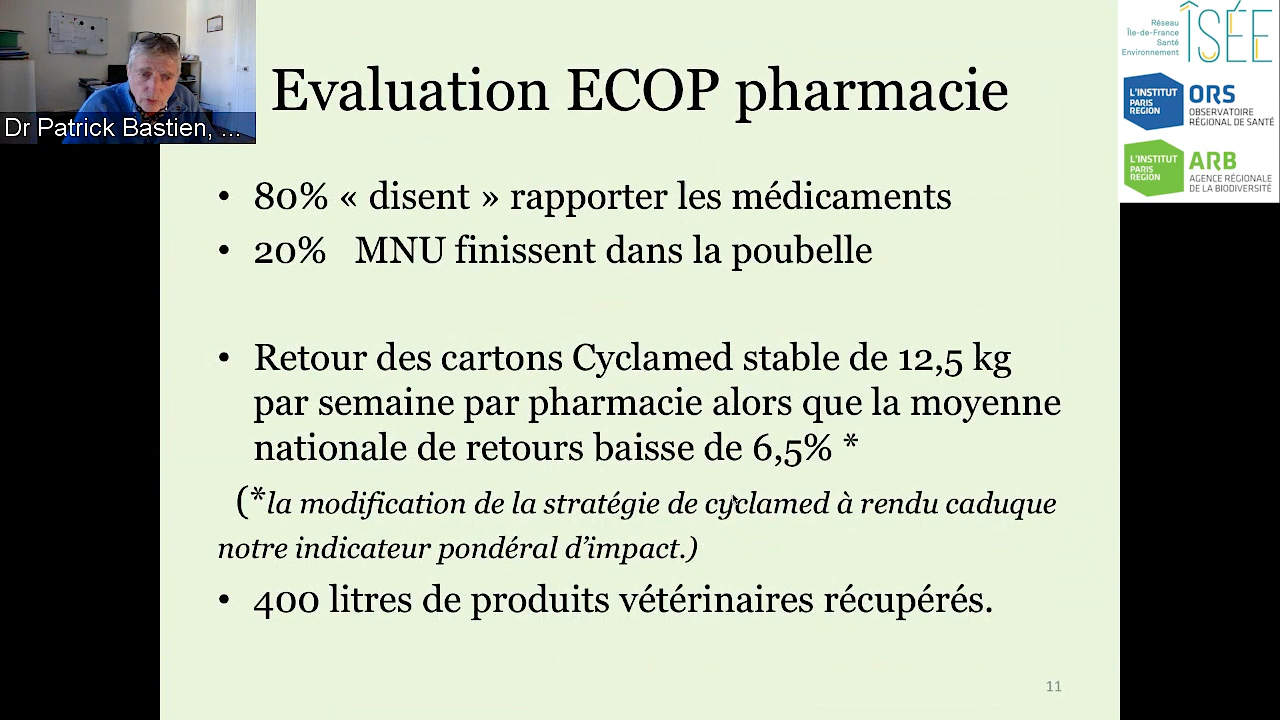 Dr Patrick Bastien, ...
Evaluation ECOP pharmacie
Réseau
Île-de-France
Santé
Environnement
ÎSÉE
L'INSTITUT
PARIS
REGION
ORS
OBSERVATOIRE
RÉGIONAL DE SANTÉ
L'INSTITUT
PARIS
REGION
ARB
AGENCE RÉGIONALE
DE LA BIODIVERSITÉ
• 80% « disent » rapporter les médicaments
• 20% MNU finissent dans la poubelle
• Retour des cartons Cyclamed stable de 12,5 kg
par semaine par pharmacie alors que la moyenne
nationale de retours baisse de 6,5% *
(*la modification de la stratégie de cyclamed à rendu caduque
notre indicateur pondéral d'impact.)
• 400 litres de produits vétérinaires récupérés.
11